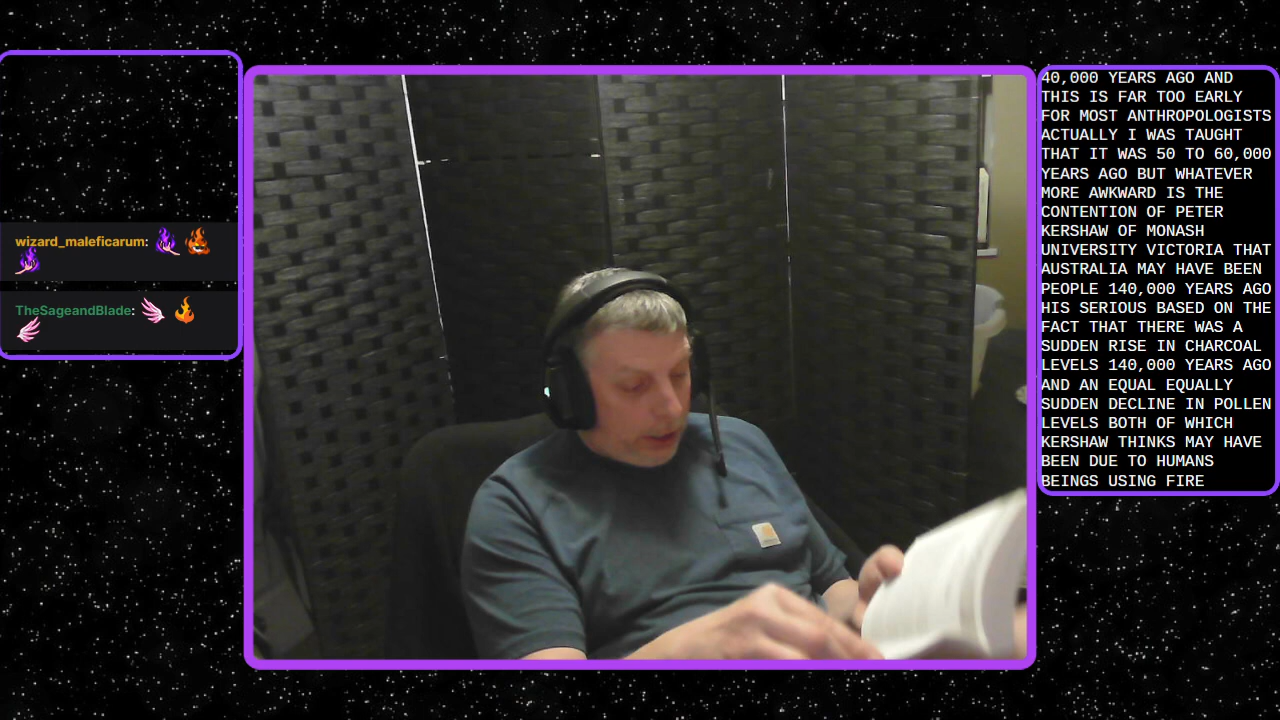 wizard_maleficarum:
TheSageandBlade:
40,000 YEARS AGO AND
THIS IS FAR TOO EARLY
FOR MOST ANTHROPOLOGISTS
ACTUALLY I WAS TAUGHT
THAT IT WAS 50 TO 60,000
YEARS AGO BUT WHATEVER
MORE AWKWARD IS THE
CONTENTION OF PETER
KERSHAW OF MONASH
UNIVERSITY VICTORIA THAT
AUSTRALIA MAY HAVE BEEN
PEOPLE 140,000 YEARS AGO
HIS SERIOUS BASED ON THE
FACT THAT THERE WAS A
SUDDEN RISE IN CHARCOAL
LEVELS 140,000 YEARS AGO
AND AN EQUAL EQUALLY
SUDDEN DECLINE IN POLLEN
LEVELS BOTH OF WHICH
KERSHAW THINKS MAY HAVE
BEEN DUE TO HUMANS
BEINGS USING FIRE